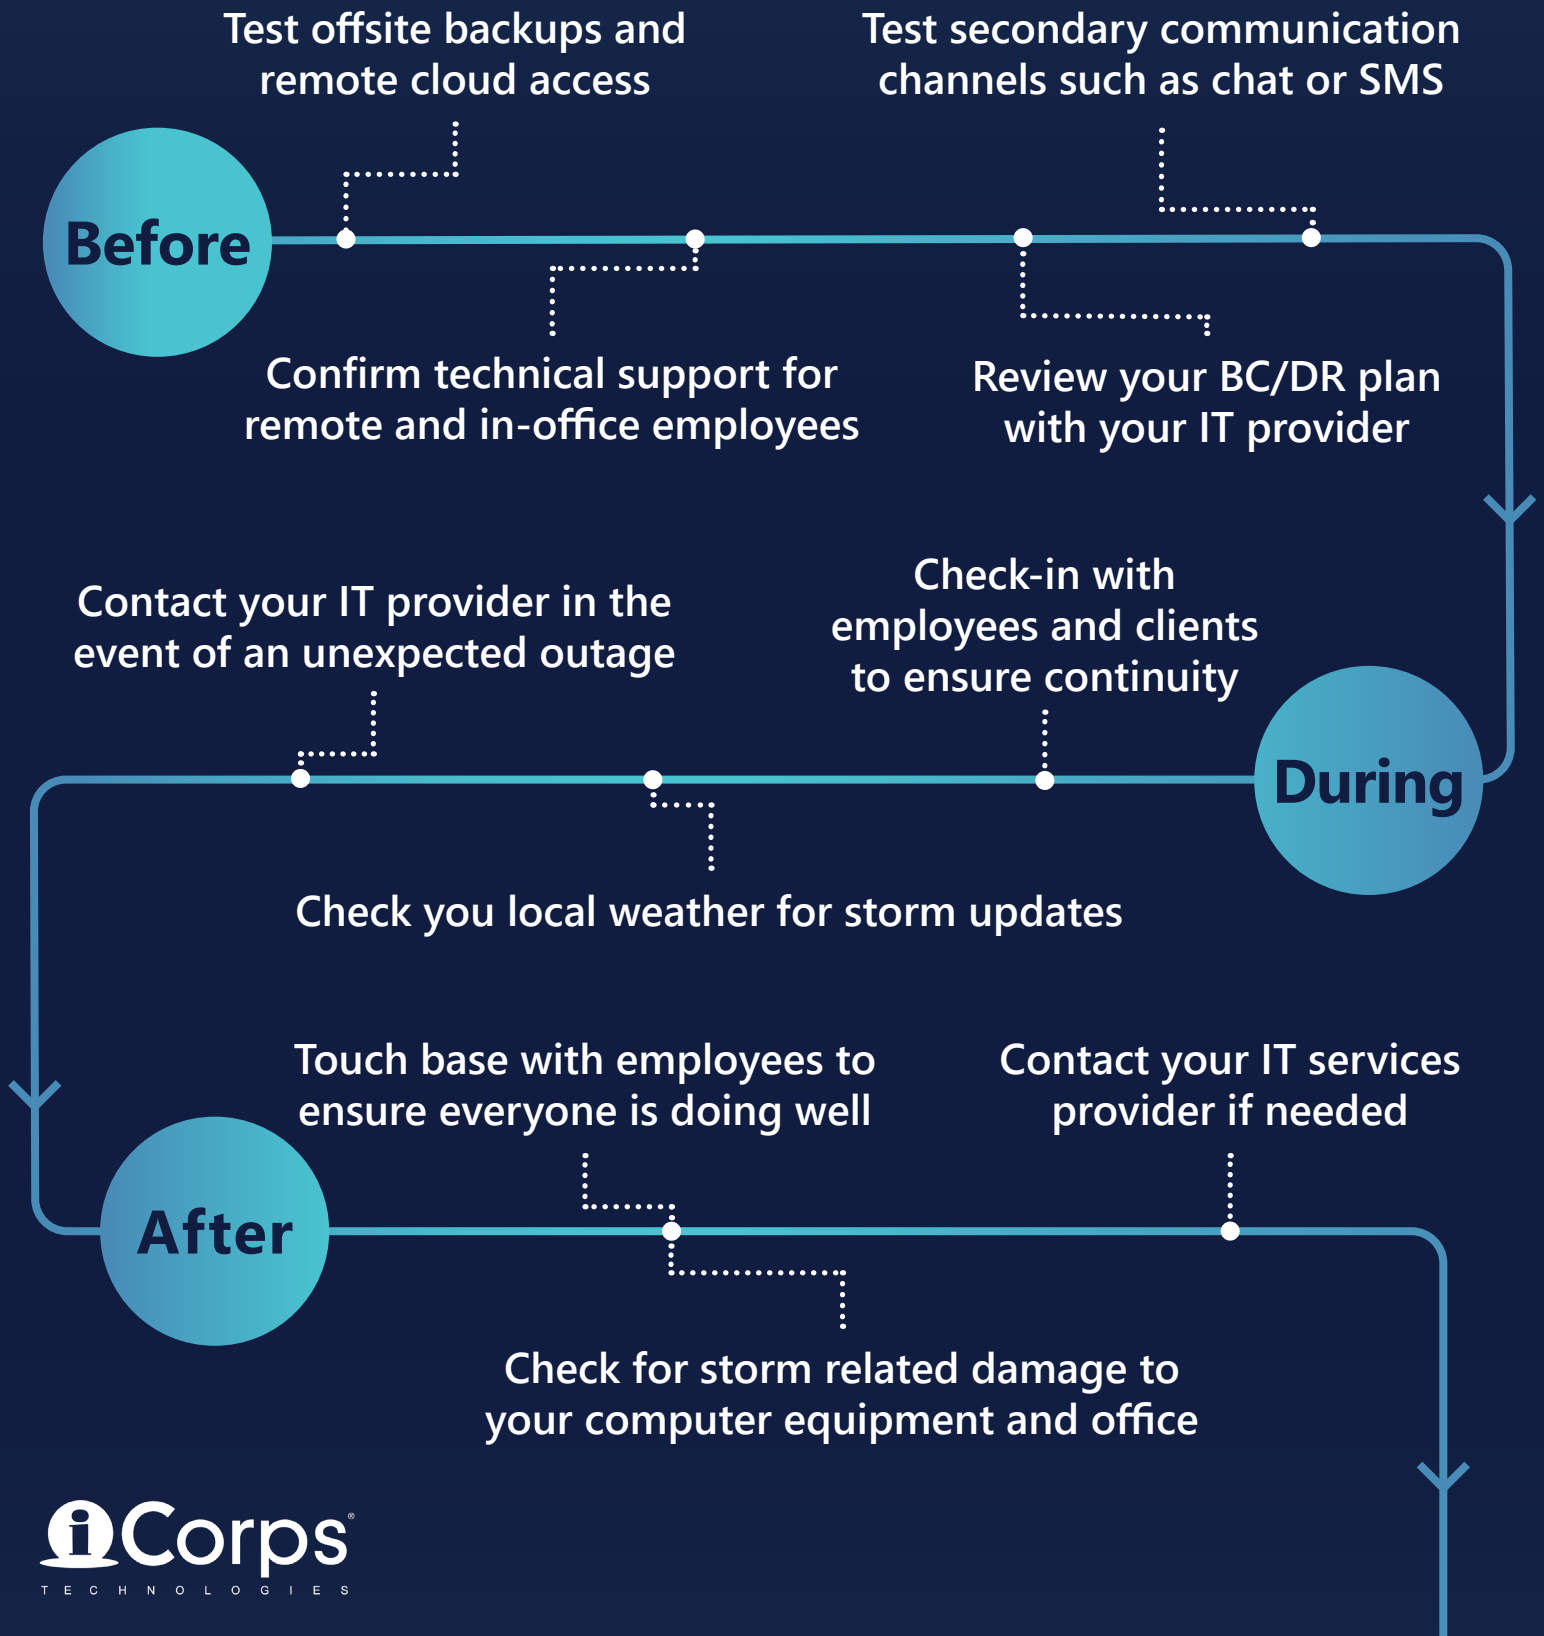 Test offsite backups and
remote cloud access
Test secondary communication
channels such as chat or SMS
Before
Confirm technical support for
remote and in-office employees
Review your BC/DR plan
with your IT provider
Contact your IT provider in the
event of an unexpected outage
Check-in with
employees and clients
to ensure continuity
During
Check you local weather for storm updates
Touch base with employees to
ensure everyone is doing well
Contact your IT services
provider if needed
After
Check for storm related damage to
your computer equipment and office
iCorps®
TECHNOLOGIES